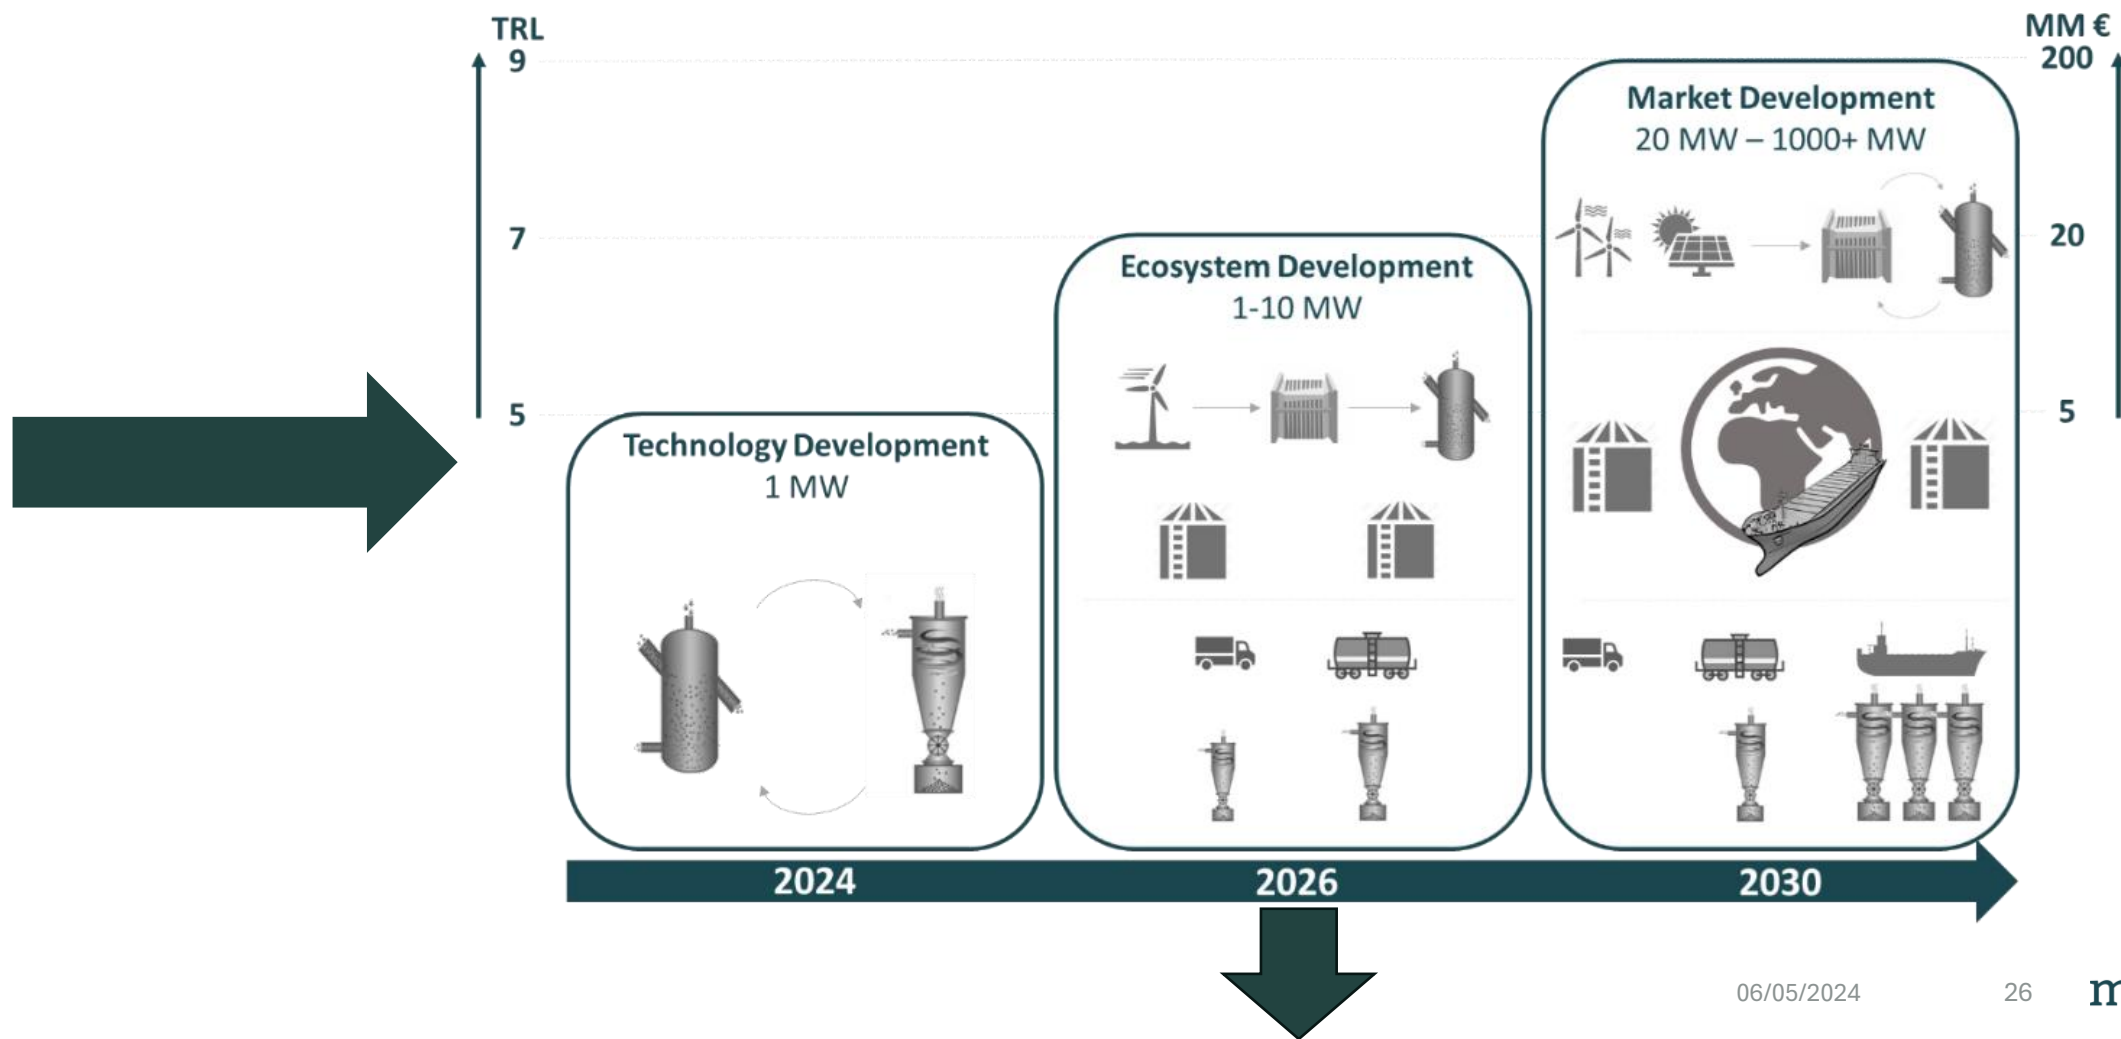 TRL
9
7
5
MM €
200
20
5
Technology Development
1 MW
Ecosystem Development
1-10 MW
Market Development
20 MW – 1000+ MW
2024
2026
2030
06/05/2024
26
m